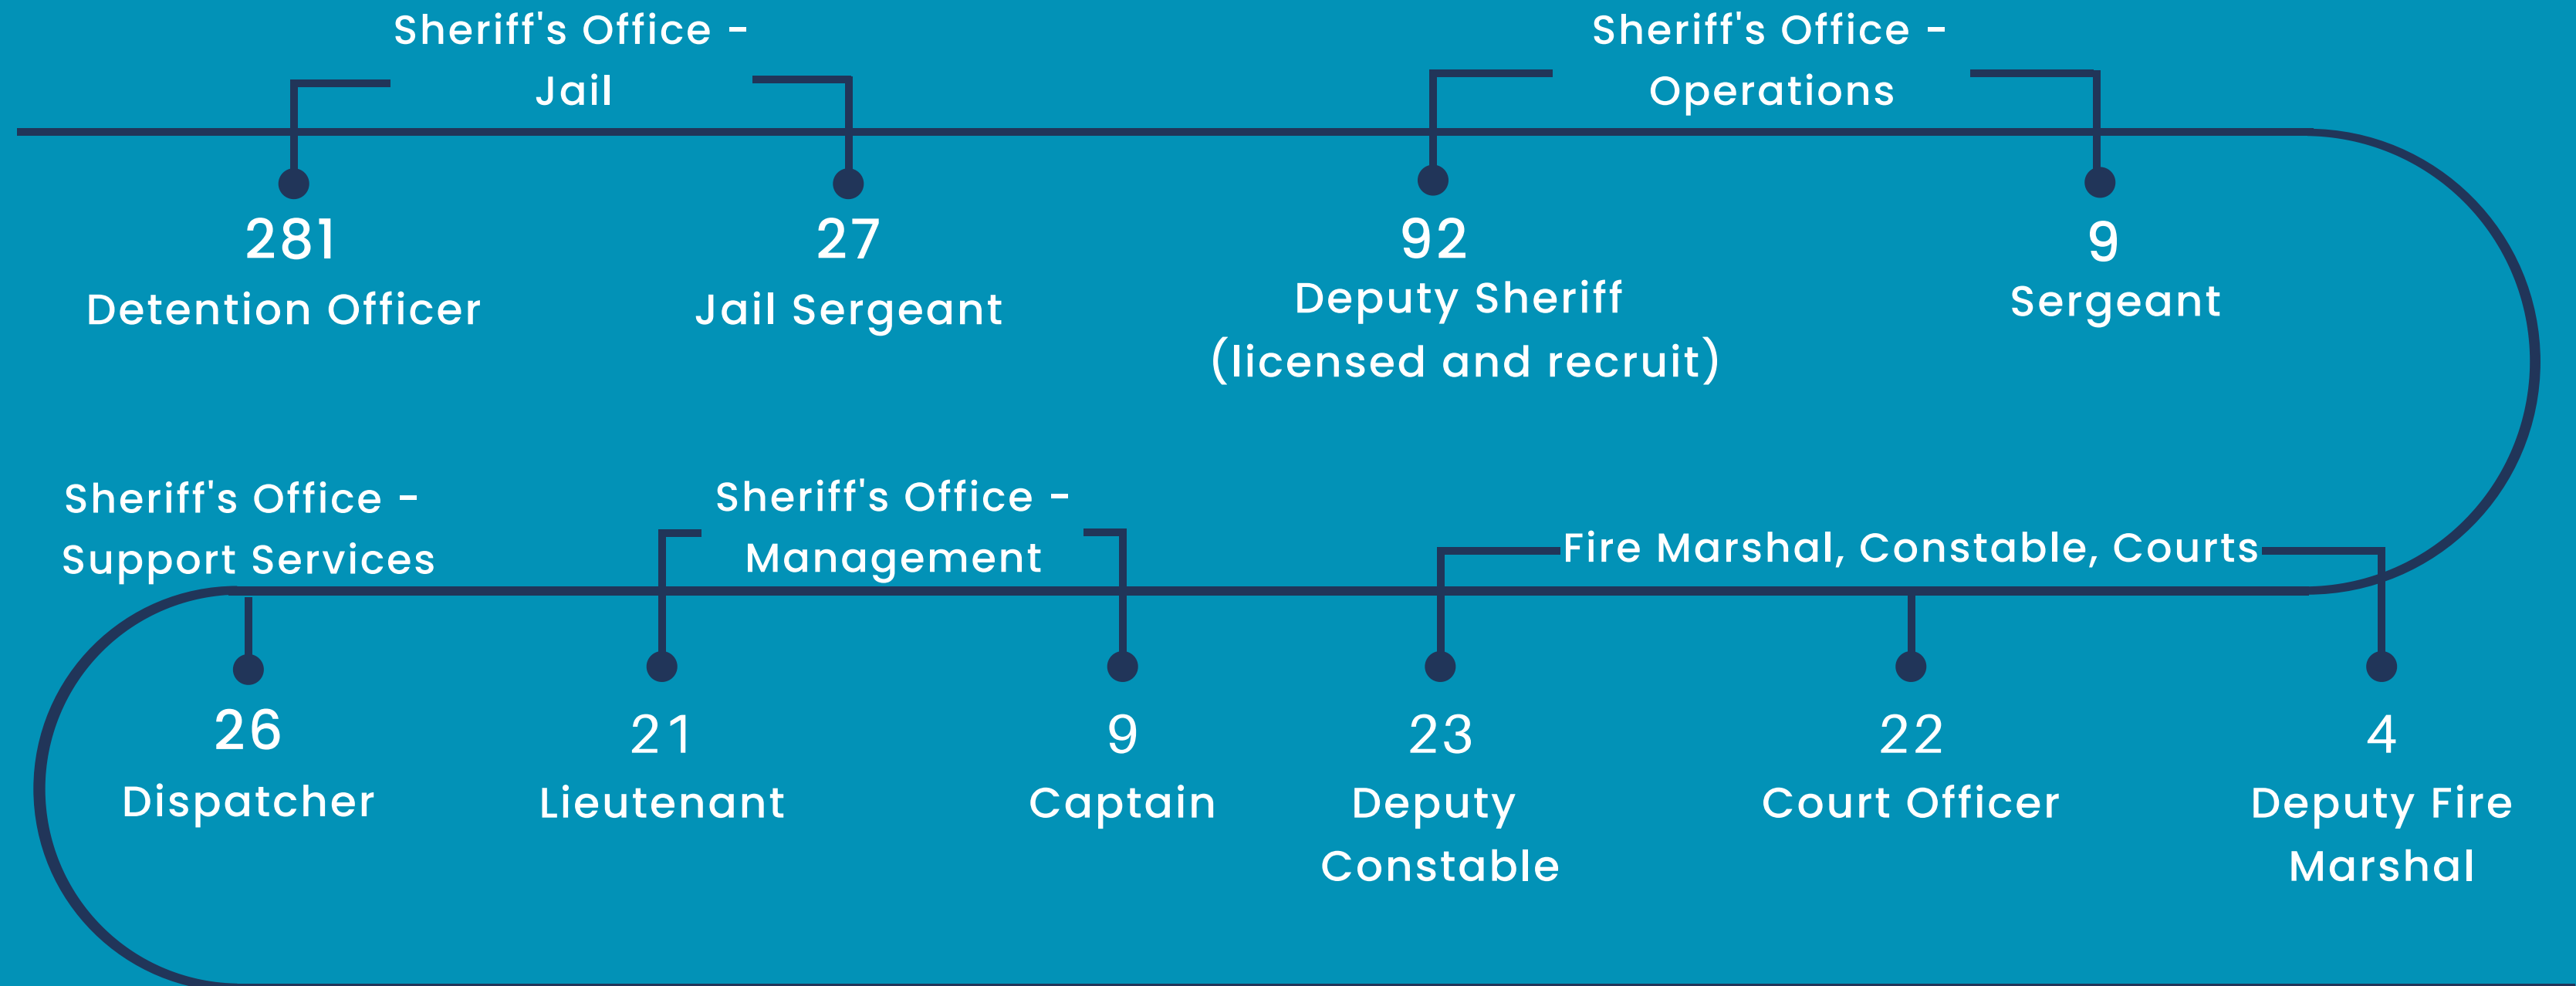 Sheriff's Office -
Jail
281
Detention Officer
27
Jail Sergeant
Sheriff's Office -
Operations
92
Deputy Sheriff
(licensed and recruit)
9
Sergeant
Sheriff's Office -
Support Services
26
Dispatcher
Sheriff's Office -
Management
21
Lieutenant
9
Captain
Fire Marshal, Constable, Courts
23
Deputy
Constable
22
Court Officer
4
Deputy Fire
Marshal